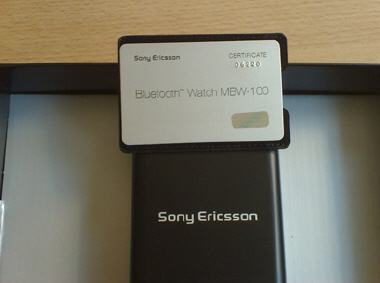 Sony Ericsson
CERTIFICATE
Bluetooth™ Watch MBW-100
Sony Ericsson